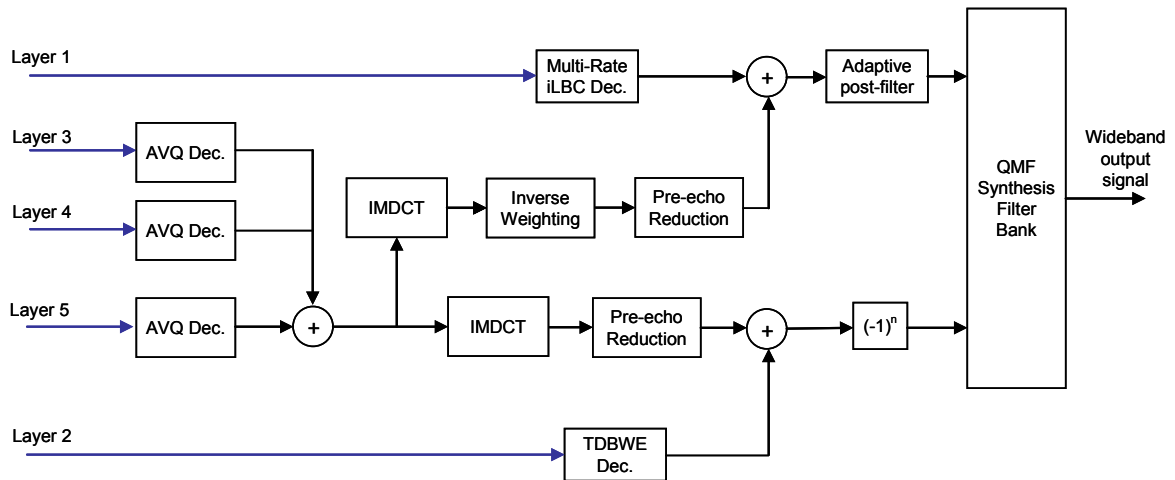 Layer 1
Multi-Rate
iLBC Dec.
+
Adaptive
post-filter
Layer 3
AVQ Dec.
Layer 4
AVQ Dec.
IMDCT
Inverse
Weighting
Pre-echo
Reduction
QMF
Synthesis
Filter
Bank
Wideband
output
signal
Layer 5
AVQ Dec.
+
IMDCT
Pre-echo
Reduction
+
(-1)ⁿ
Layer 2
TDBWE
Dec.